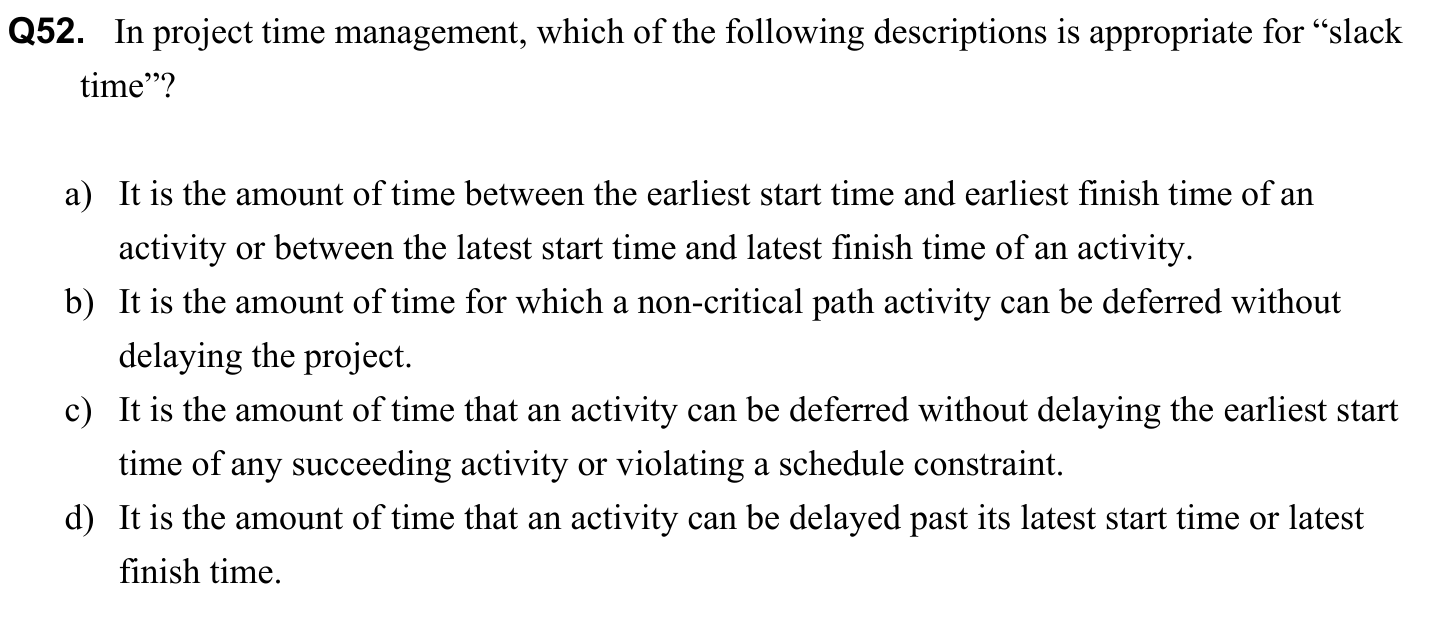 Q52. In project time management, which of the following descriptions is appropriate for “slack
time”?
a) It is the amount of time between the earliest start time and earliest finish time of an
activity or between the latest start time and latest finish time of an activity.
b) It is the amount of time for which a non-critical path activity can be deferred without
delaying the project.
c) It is the amount of time that an activity can be deferred without delaying the earliest start
time of any succeeding activity or violating a schedule constraint.
d) It is the amount of time that an activity can be delayed past its latest start time or latest
finish time.